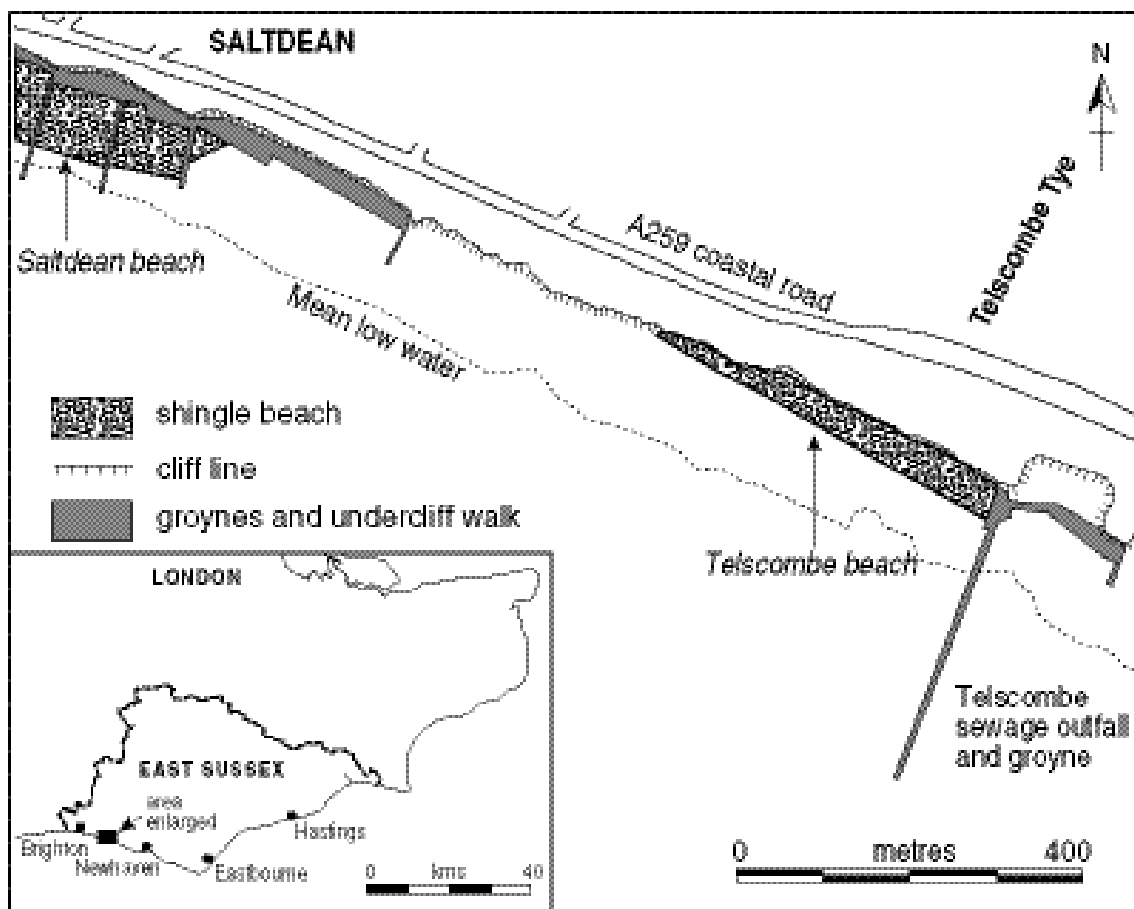 SALTDEAN
N
Telscombe Tye
A259 coastal road
Saltdean beach
Mean low water
shingle beach
cliff line
groynes and undercliff walk
Telscombe beach
Telscombe
sewage outfall
and groyne
LONDON
EAST SUSSEX
area
enlarged
Brighton
Newhaven
Eastbourne
Hastings
0 kms 40
0 metres 400